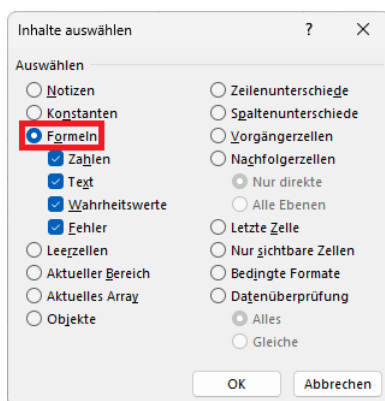 Inhalte auswählen ? ×
Auswählen
Notizen
Konstanten
Formeln
Zahlen
Text
Wahrheitswerte
Fehler
Leerzellen
Aktueller Bereich
Aktuelles Array
Objekte
Zeilenunterschiede
Spaltenunterschiede
Vorgängerzellen
Nachfolgerzellen
Nur direkte
Alle Ebenen
Letzte Zelle
Nur sichtbare Zellen
Bedingte Formate
Datenüberprüfung
Alles
Gleiche
OK Abbrechen